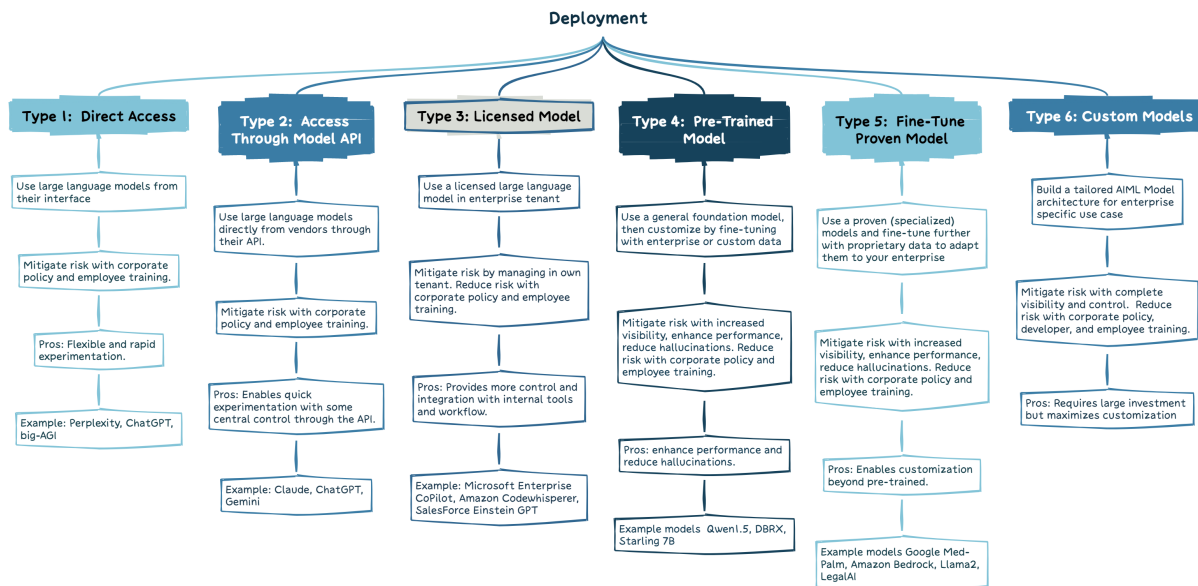 Deployment
Type 1: Direct Access
Use large language models from
their interface
Mitigate risk with corporate
policy and employee training.
Pros: Flexible and rapid
experimentation.
Example: Perplexity, ChatGPT,
big-AGI
Type 2: Access
Through Model API
Use large language models
directly from vendors through
their API.
Mitigate risk with corporate
policy and employee training.
Pros: Enables quick
experimentation with some
central control through the API.
Example: Claude, ChatGPT,
Gemini
Type 3: Licensed Model
Use a licensed large language
model in enterprise tenant
Mitigate risk by managing in own
tenant. Reduce risk with
corporate policy and employee
training.
Pros: Provides more control and
integration with internal tools
and workflow.
Example: Microsoft Enterprise
CoPilot, Amazon Codewhisperer,
SalesForce Einstein GPT
Type 4: Pre-Trained
Model
Use a general foundation model,
then customize by fine-tuning
with enterprise or custom data
Mitigate risk with increased
visibility, enhance performance,
reduce hallucinations. Reduce
risk with corporate policy and
employee training.
Pros: enhance performance and
reduce hallucinations.
Example models Qwen1.5, DBRX,
Starling 7B
Type 5: Fine-Tune
Proven Model
Use a proven (specialized)
models and fine-tune further
with proprietary data to adapt
them to your enterprise
Mitigate risk with increased
visibility, enhance performance,
reduce hallucinations. Reduce
risk with corporate policy and
employee training.
Pros: Enables customization
beyond pre-trained.
Example models Google Med-
Palm, Amazon Bedrock, Llama2,
LegalAI
Type 6: Custom Models
Build a tailored AIML Model
architecture for enterprise
specific use case
Mitigate risk with complete
visibility and control. Reduce
risk with corporate policy,
developer, and employee training.
Pros: Requires large investment
but maximizes customization